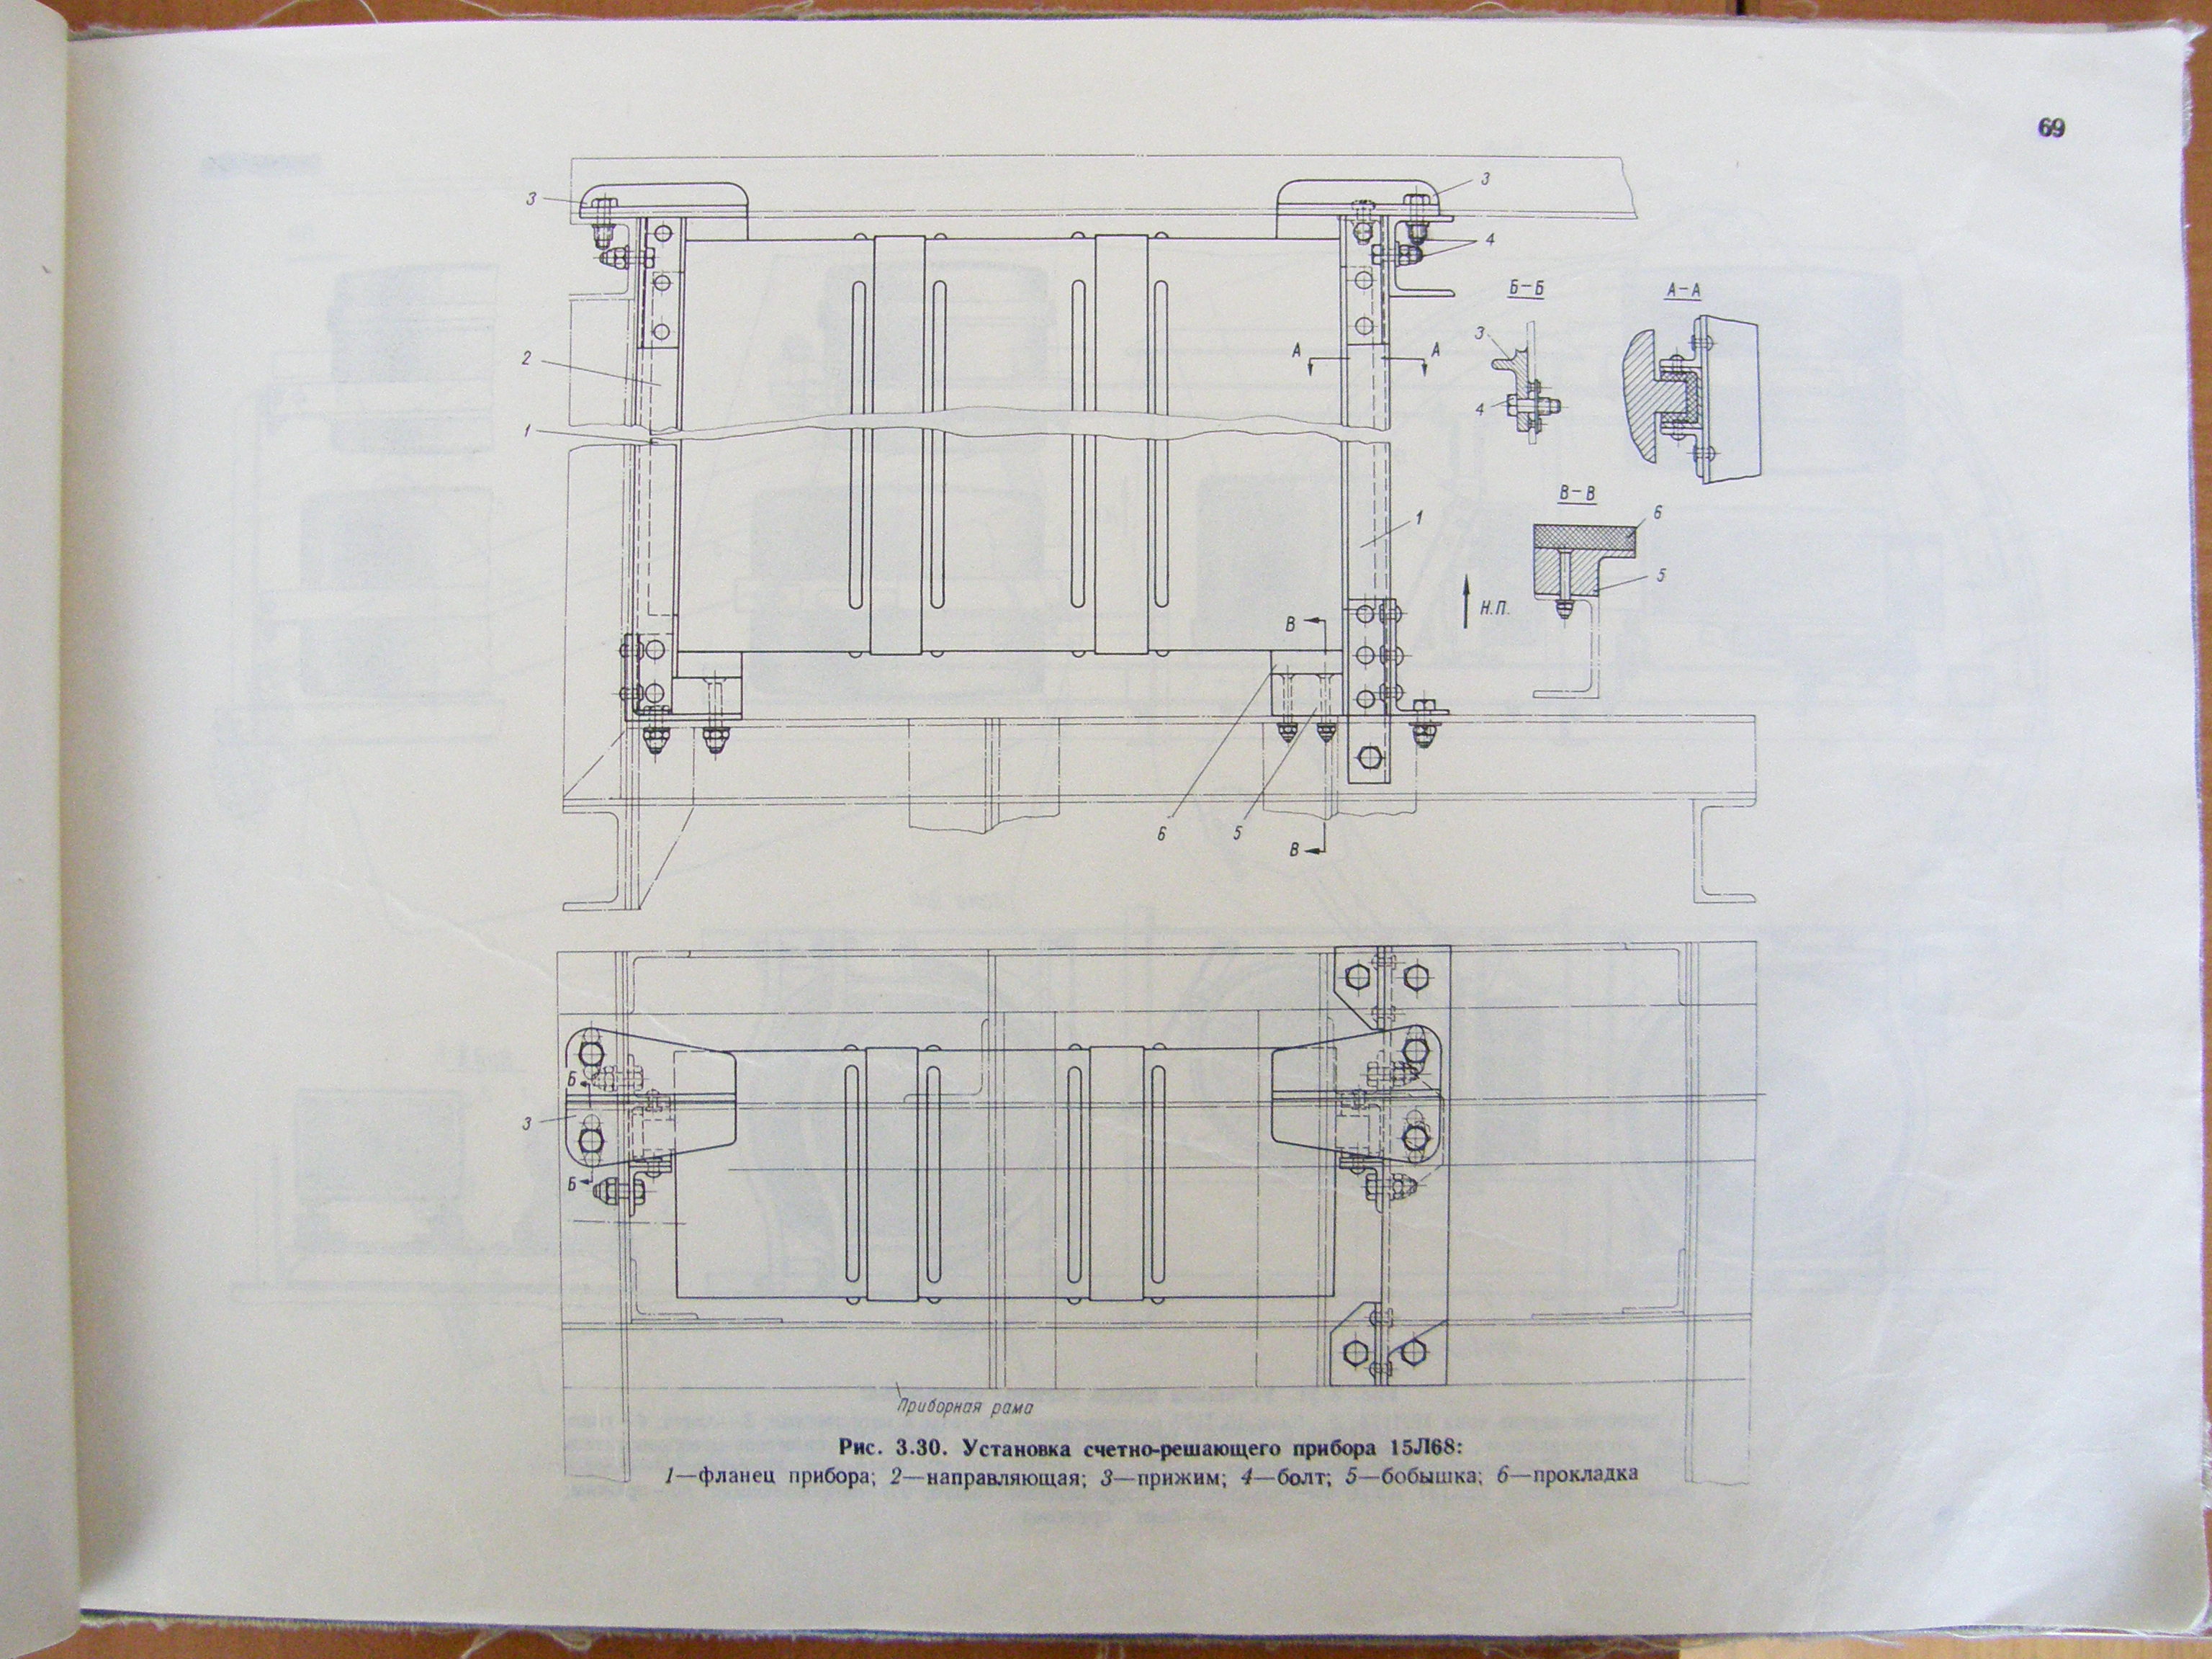 69
3
3
4
Б–Б
А–А
3
2
А
А
4
1
В–В
6
1
5
Н.П.
В
6
5
В
Б
3
Б
Приборная рама
Рис. 3.30. Установка счетно-решающего прибора 15Л68:
1—фланец прибора; 2—направляющая; 3—прижим; 4—болт; 5—бобышка; 6—прокладка